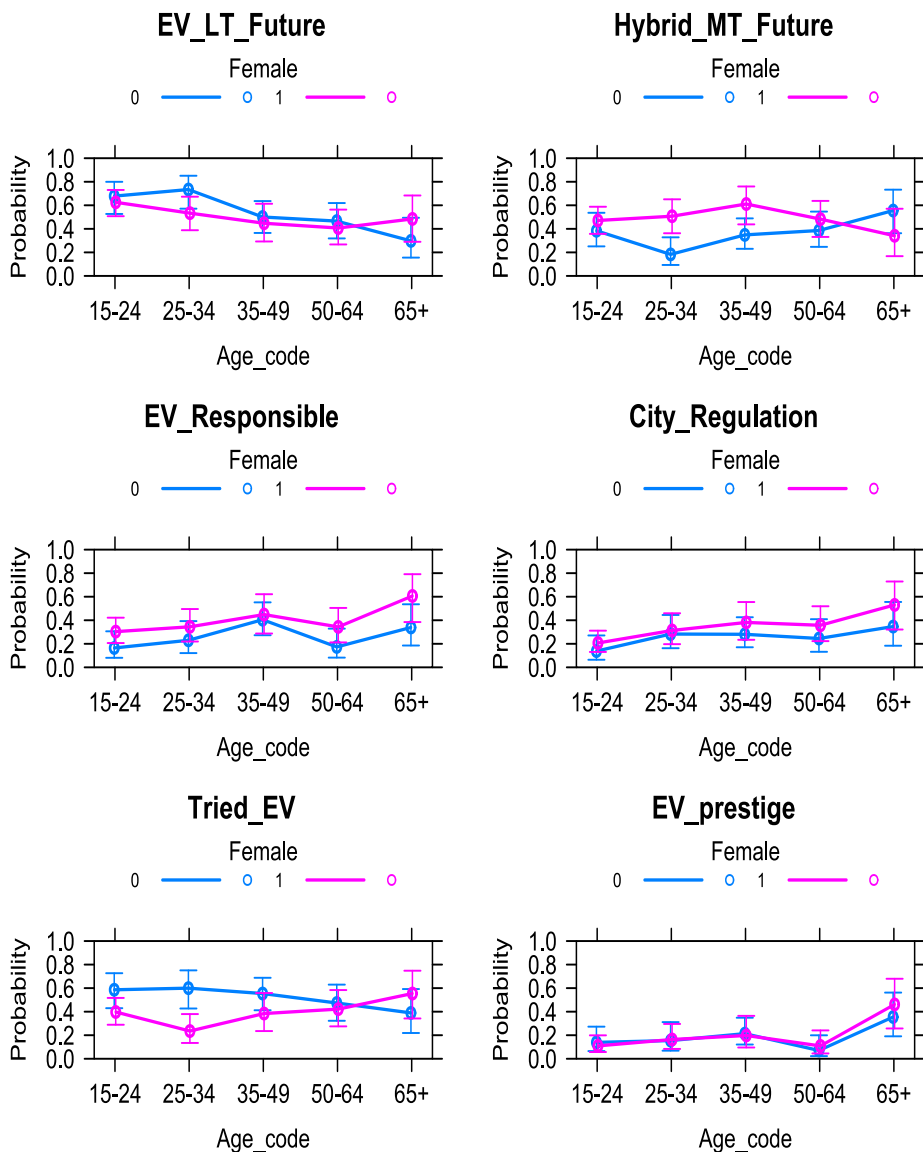 EV_LT_Future
Female
0 1
Probability
1.0
0.8
0.6
0.4
0.2
0.0
15-24 25-34 35-49 50-64 65+
Age_code
Hybrid_MT_Future
Female
0 1
Probability
1.0
0.8
0.6
0.4
0.2
0.0
15-24 25-34 35-49 50-64 65+
Age_code
EV_Responsible
Female
0 1
Probability
1.0
0.8
0.6
0.4
0.2
0.0
15-24 25-34 35-49 50-64 65+
Age_code
City_Regulation
Female
0 1
Probability
1.0
0.8
0.6
0.4
0.2
0.0
15-24 25-34 35-49 50-64 65+
Age_code
Tried_EV
Female
0 1
Probability
1.0
0.8
0.6
0.4
0.2
0.0
15-24 25-34 35-49 50-64 65+
Age_code
EV_prestige
Female
0 1
Probability
1.0
0.8
0.6
0.4
0.2
0.0
15-24 25-34 35-49 50-64 65+
Age_code